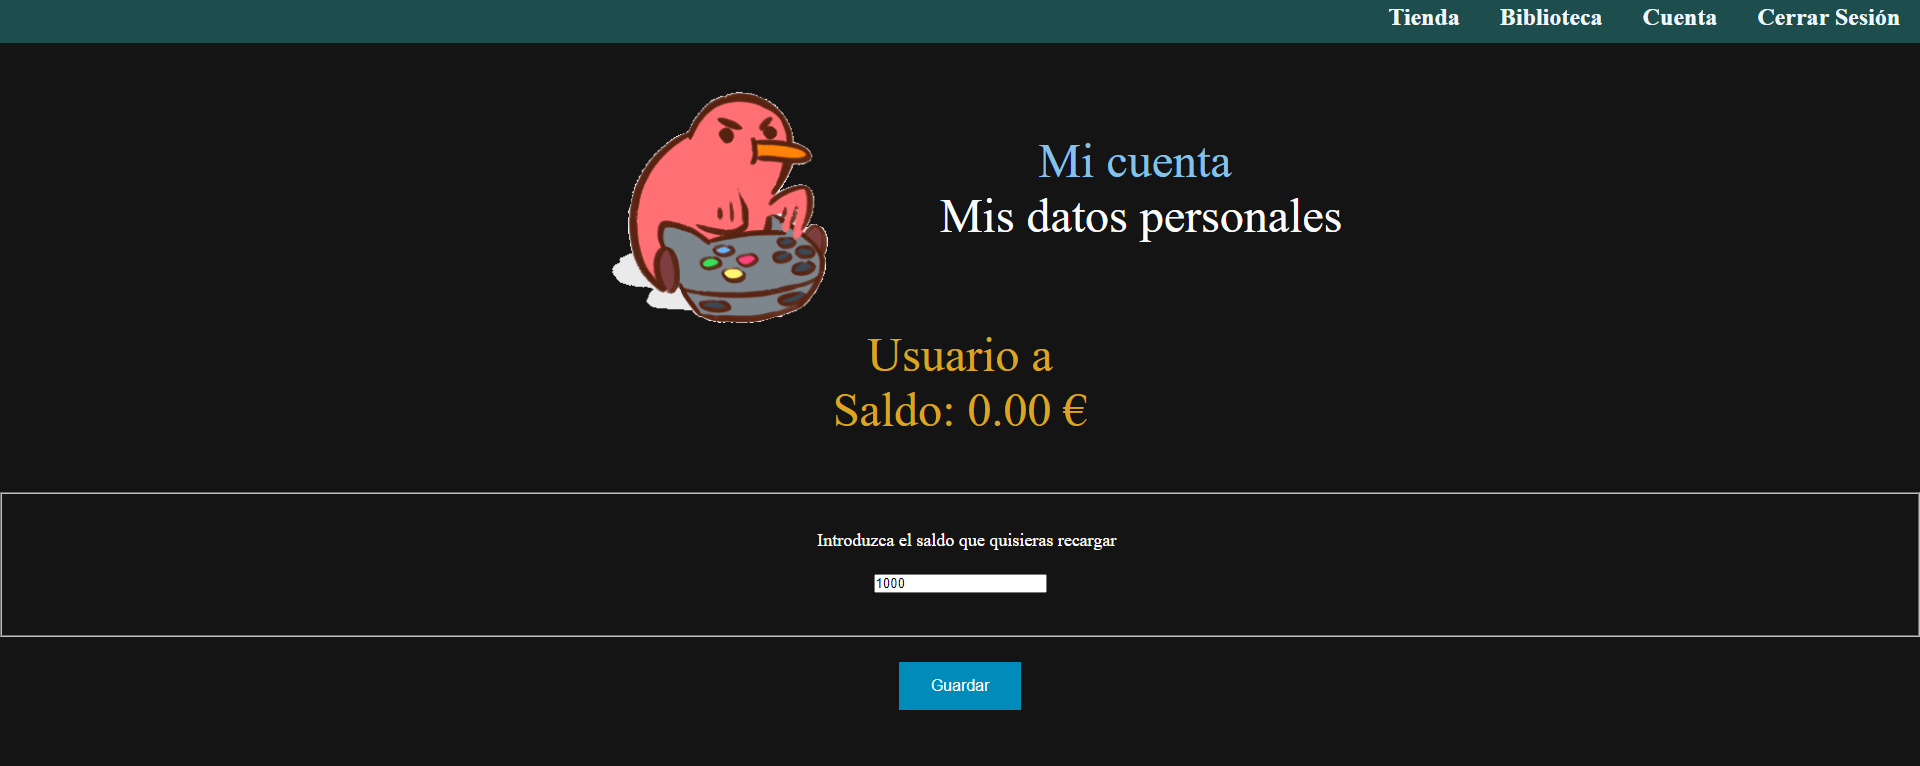 Tienda Biblioteca Cuenta Cerrar Sesión
Mi cuenta
Mis datos personales
Usuario a
Saldo: 0.00 €
Introduzca el saldo que quisieras recargar
1000
Guardar